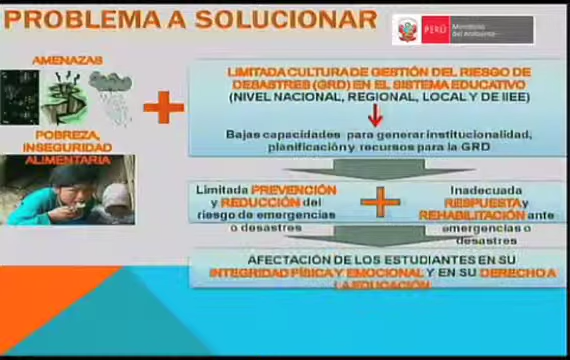 PROBLEMA A SOLUCIONAR
PERÚ
Ministerio
del Ambiente
AMENAZAS
POBREZA,
INSEGURIDAD
ALIMENTARIA
LIMITADA CULTURA DE GESTIÓN DEL RIESGO DE
DESASTRES (GRD) EN EL SISTEMA EDUCATIVO
(NIVEL NACIONAL, REGIONAL, LOCAL Y DE IIEE)
Bajas capacidades para generar institucionalidad,
planificación y recursos para la GRD
Limitada PREVENCIÓN
y REDUCCIÓN del
riesgo de emergencias
o desastres
Inadecuada
RESPUESTA y
REHABILITACIÓN ante
emergencias o
desastres
AFECTACIÓN DE LOS ESTUDIANTES EN SU
INTEGRIDAD FÍSICA Y EMOCIONAL Y EN SU DERECHO A
LA EDUCACIÓN